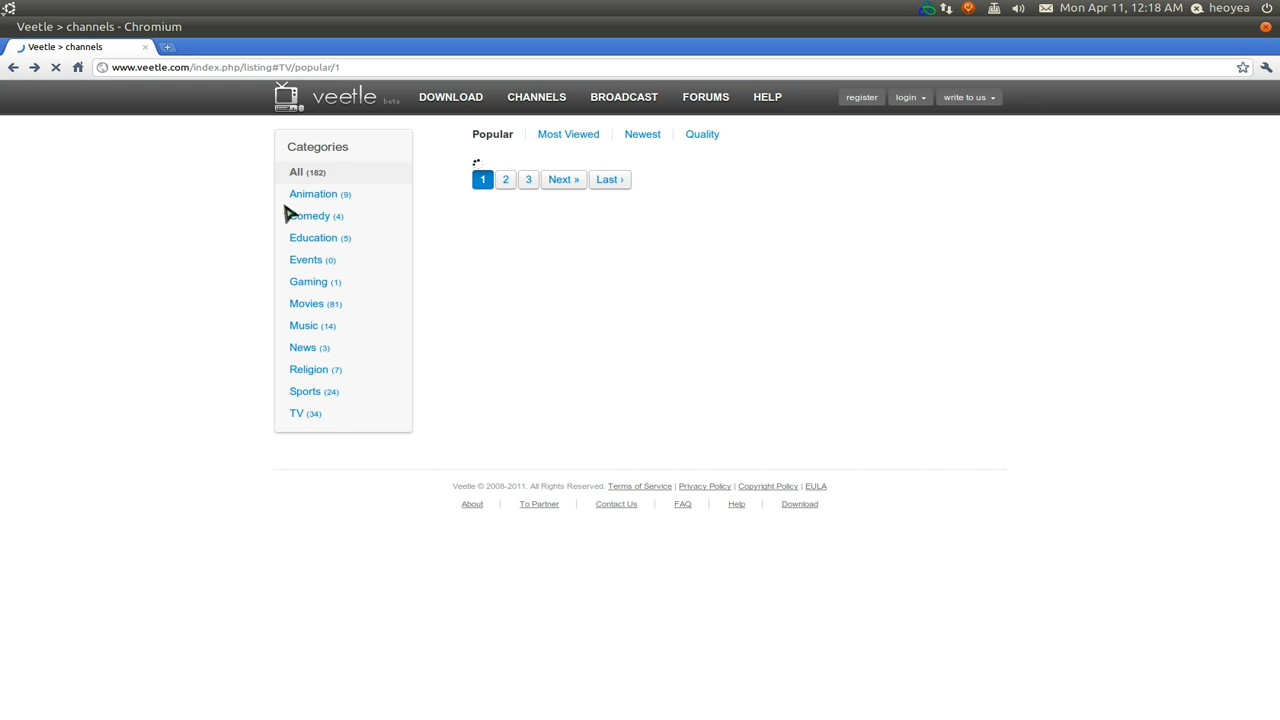 Mon Apr 11, 12:18 AM heoyea
Veetle > channels - Chromium
Veetle > channels
www.veetle.com/index.php/listing#TV/popular/1
veetle beta DOWNLOAD CHANNELS BROADCAST FORUMS HELP register login write to us
Categories
All (182)
Animation (9)
Comedy (4)
Education (5)
Events (0)
Gaming (1)
Movies (81)
Music (14)
News (3)
Religion (7)
Sports (24)
TV (34)
Popular Most Viewed Newest Quality
1 2 3 Next » Last ›
Veetle © 2008-2011. All Rights Reserved. Terms of Service | Privacy Policy | Copyright Policy | EULA
About To Partner Contact Us FAQ Help Download